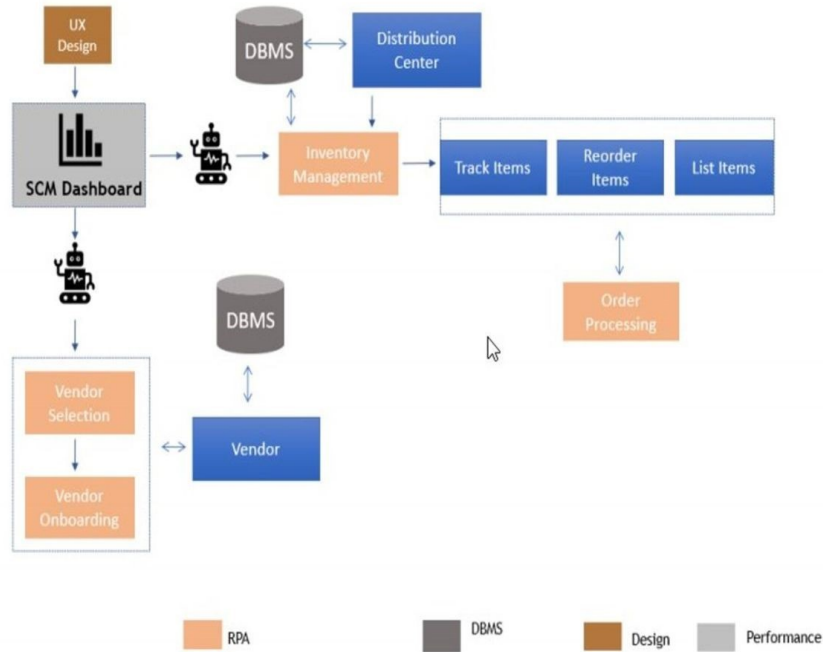 UX
Design
DBMS
Distribution
Center
SCM Dashboard
Inventory
Management
Track Items
Reorder
Items
List Items
Order
Processing
DBMS
Vendor
Selection
Vendor
Vendor
Onboarding
RPA
DBMS
Design
Performance